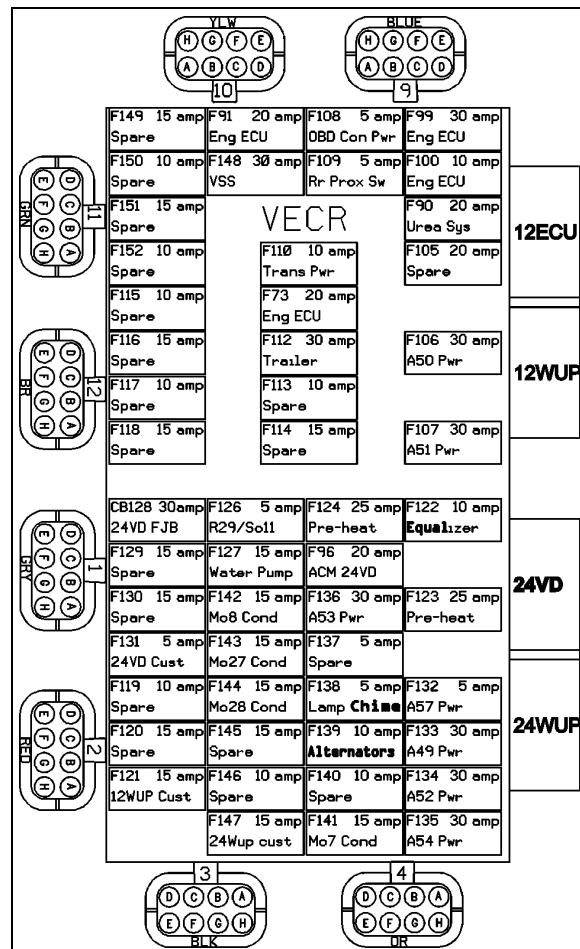 YLW
BLUE
H G F E
H G F E
A B C D
A B C D
10
9
F149 15 amp
Spare
F91 20 amp
Eng ECU
F108 5 amp
OBD Con Pwr
F99 30 amp
Eng ECU
F150 10 amp
Spare
F148 30 amp
VSS
F109 5 amp
Rr Prox Sw
F100 10 amp
Eng ECU
F151 15 amp
Spare
VECR
F90 20 amp
Urea Sys
F152 10 amp
Spare
F110 10 amp
Trans Pwr
F105 20 amp
Spare
F115 10 amp
Spare
F73 20 amp
Eng ECU
F116 15 amp
Spare
F112 30 amp
Trailer
F106 30 amp
A50 Pwr
F117 10 amp
Spare
F113 10 amp
Spare
F118 15 amp
Spare
F114 15 amp
Spare
F107 30 amp
A51 Pwr
CB128 30amp
24VD FJB
F126 5 amp
R29/Sol1
F124 25 amp
Pre-heat
F122 10 amp
Equalizer
F129 15 amp
Spare
F127 15 amp
Water Pump
F96 20 amp
ACM 24VD
F130 15 amp
Spare
F142 15 amp
Mo8 Cond
F136 30 amp
A53 Pwr
F123 25 amp
Pre-heat
F131 5 amp
24VD Cust
F143 15 amp
Mo27 Cond
F137 5 amp
Spare
F119 10 amp
Spare
F144 15 amp
Mo28 Cond
F138 5 amp
Lamp Chime
F132 5 amp
A57 Pwr
F120 15 amp
Spare
F145 15 amp
Spare
F139 10 amp
Alternators
F133 30 amp
A49 Pwr
F121 15 amp
12WUP Cust
F146 10 amp
Spare
F140 10 amp
Spare
F134 30 amp
A52 Pwr
F147 15 amp
24Wup cust
F141 15 amp
Mo7 Cond
F135 30 amp
A54 Pwr
E D
F C
G B
H A
GRN
11
E D
F C
G B
H A
BR
12
E D
F C
G B
H A
GRY
1
E D
F C
G B
H A
RED
2
12ECU
12WUP
24VD
24WUP
3
4
D C B A
D C B A
E F G H
E F G H
BLK
OR